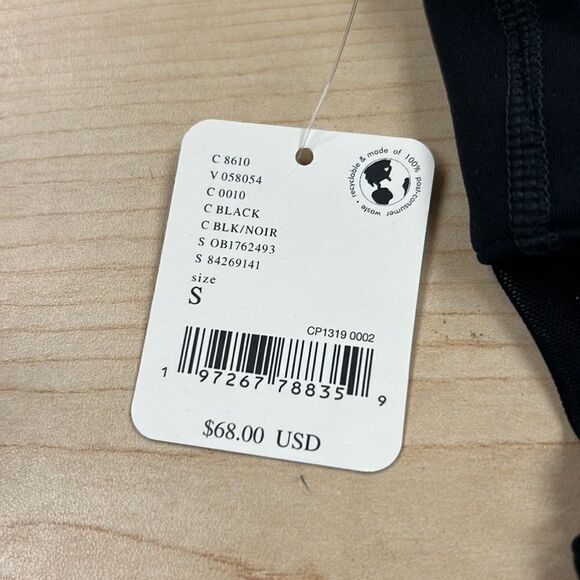 C 8610
V 058054
C 0010
C BLACK
C BLK/NOIR
S OB1762493
S 84269141
size
S
recyclable & made of 100% post-consumer waste •
CP1319 0002
1 97267 78835 9
$68.00 USD